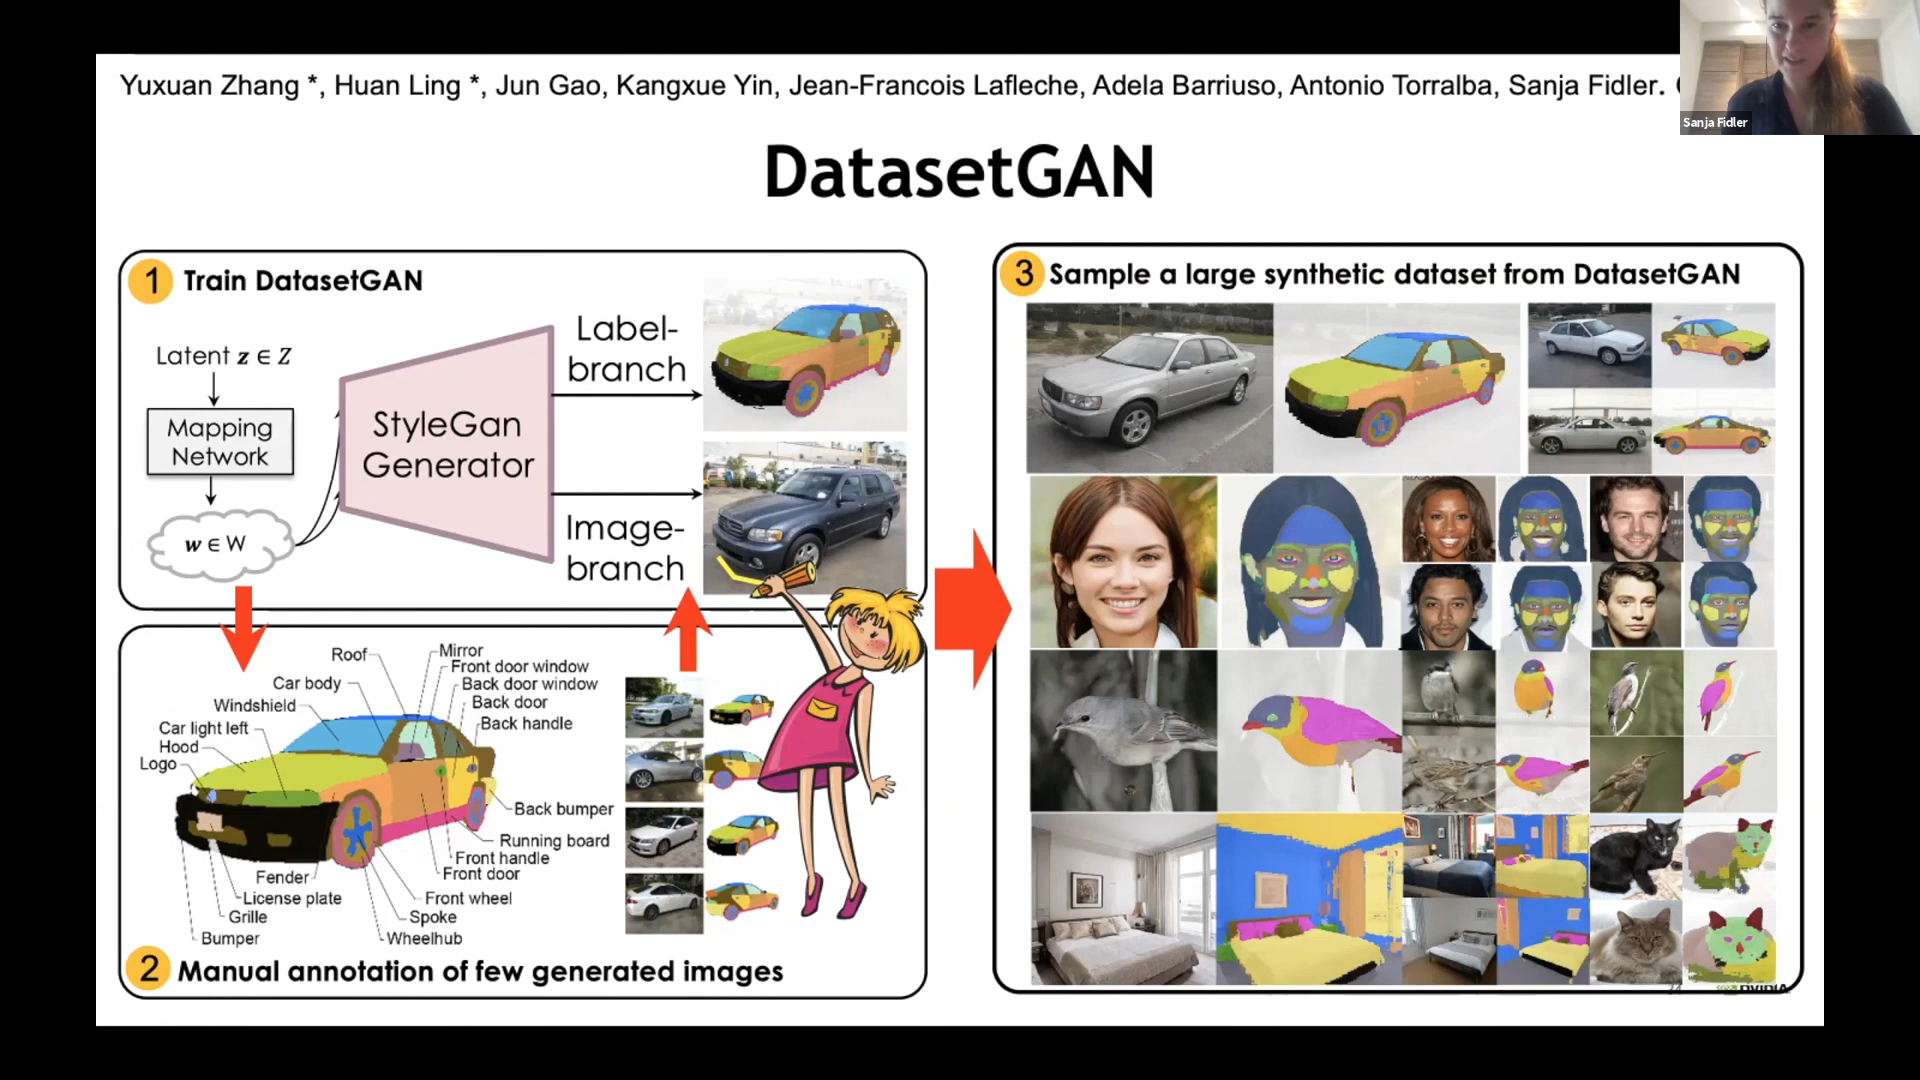 Yuxuan Zhang *, Huan Ling *, Jun Gao, Kangxue Yin, Jean-Francois Lafleche, Adela Barriuso, Antonio Torralba, Sanja Fidler.
Sanja Fidler
DatasetGAN
1 Train DatasetGAN
Latent z ∈ Z
Mapping
Network
w ∈ W
StyleGan
Generator
Label-
branch
Image-
branch
Roof
Car body
Windshield
Car light left
Hood
Logo
Mirror
Front door window
Back door window
Back door
Back handle
Back bumper
Running board
Front handle
Front door
Front wheel
Spoke
Wheelhub
Fender
License plate
Grille
Bumper
2 Manual annotation of few generated images
3 Sample a large synthetic dataset from DatasetGAN